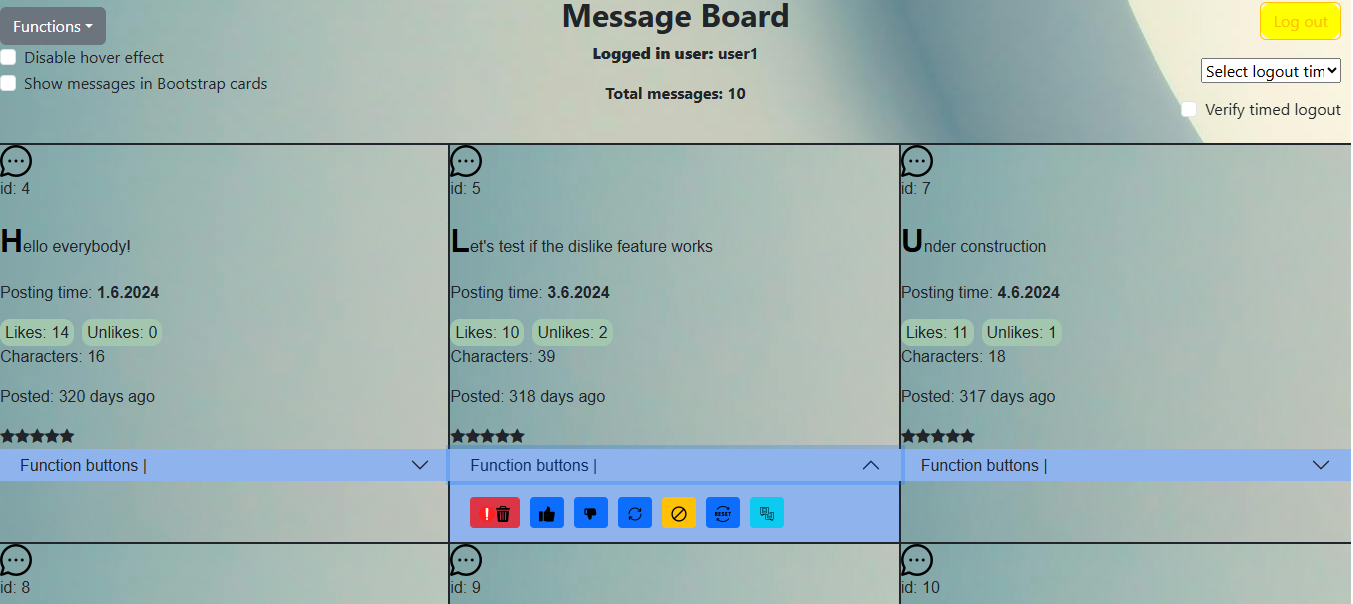 Functions
Disable hover effect
Show messages in Bootstrap cards
Message Board
Logged in user: user1
Total messages: 10
Log out
Select logout tim
Verify timed logout
id: 4
Hello everybody!
Posting time: 1.6.2024
Likes: 14 Unlikes: 0
Characters: 16
Posted: 320 days ago
Function buttons |
id: 5
Let's test if the dislike feature works
Posting time: 3.6.2024
Likes: 10 Unlikes: 2
Characters: 39
Posted: 318 days ago
Function buttons |
RESET
id: 7
Under construction
Posting time: 4.6.2024
Likes: 11 Unlikes: 1
Characters: 18
Posted: 317 days ago
Function buttons |
id: 8
id: 9
id: 10